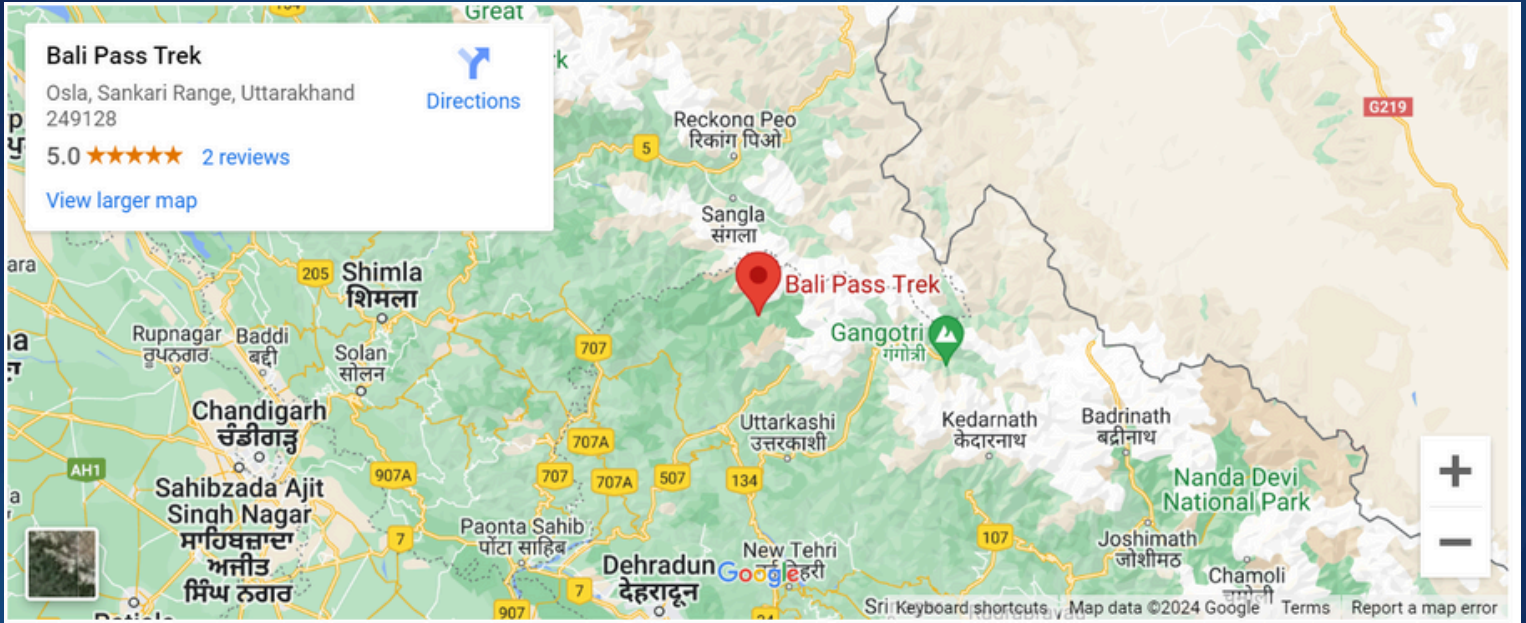 Bali Pass Trek
Osla, Sankari Range, Uttarakhand
249128
5.0 ★★★★★ 2 reviews
View larger map
Directions
Great
Reckong Peo
रिकांग पिओ
5
G219
Sangla
संगला
205
Shimla
शिमला
Bali Pass Trek
Rupnagar
ਰੂਪਨਗਰ
Baddi
बद्दी
Solan
सोलन
707
Gangotri
गंगोत्री
Chandigarh
ਚੰਡੀਗੜ੍ਹ
Uttarkashi
उत्तरकाशी
Kedarnath
केदारनाथ
Badrinath
बद्रीनाथ
707A
AH1
907A
707
707A
507
134
Nanda Devi
National Park
Sahibzada Ajit
Singh Nagar
ਸਾਹਿਬਜ਼ਾਦਾ
ਅਜੀਤ
ਸਿੰਘ ਨਗਰ
7
Paonta Sahib
पोंटा साहिब
107
Joshimath
जोशीमठ
Dehradun
देहरादून
New Tehri
Google
7
907
Chamoli
चमोली
Keyboard shortcuts
Map data ©2024 Google
Terms
Report a map error